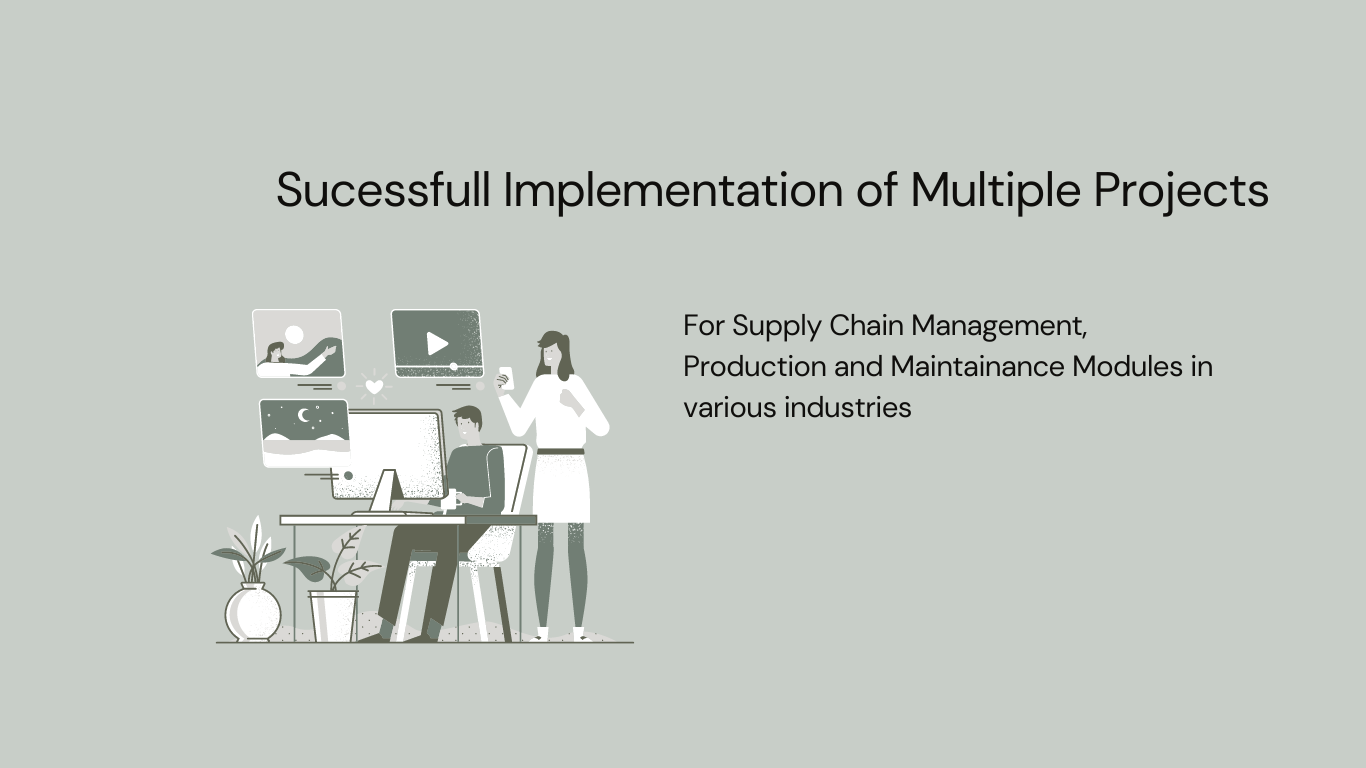 Sucessfull Implementation of Multiple Projects
For Supply Chain Management,
Production and Maintainance Modules in
various industries